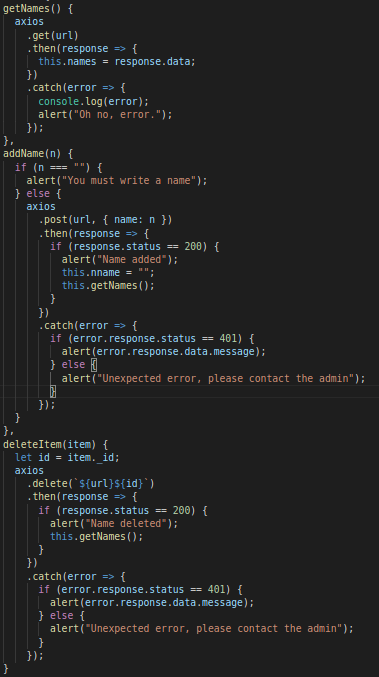 getNames() {
  axios
    .get(url)
    .then(response => {
      this.names = response.data;
    })
    .catch(error => {
      console.log(error);
      alert("Oh no, error.");
    });
},
addName(n) {
  if (n === "") {
    alert("You must write a name");
  } else {
    axios
      .post(url, { name: n })
      .then(response => {
        if (response.status == 200) {
          alert("Name added");
          this.nname = "";
          this.getNames();
        }
      })
      .catch(error => {
        if (error.response.status == 401) {
          alert(error.response.data.message);
        } else {
          alert("Unexpected error, please contact the admin");
        }
      });
  }
},
deleteItem(item) {
  let id = item._id;
  axios
    .delete(`${url}${id}`)
    .then(response => {
      if (response.status == 200) {
        alert("Name deleted");
        this.getNames();
      }
    })
    .catch(error => {
      if (error.response.status == 401) {
        alert(error.response.data.message);
      } else {
        alert("Unexpected error, please contact the admin");
      }
    });
}